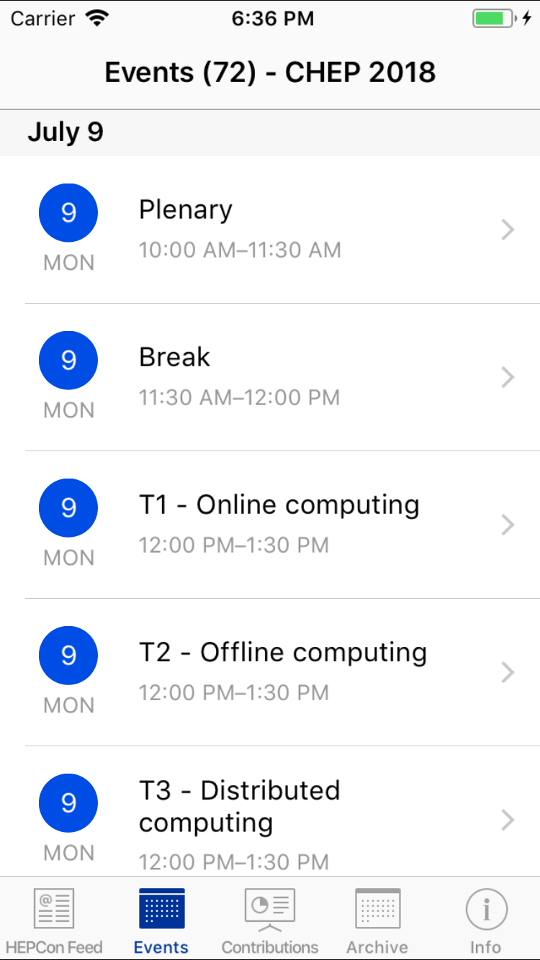 Carrier 6:36 PM
Events (72) - CHEP 2018
July 9
9
MON
Plenary
10:00 AM–11:30 AM
9
MON
Break
11:30 AM–12:00 PM
9
MON
T1 - Online computing
12:00 PM–1:30 PM
9
MON
T2 - Offline computing
12:00 PM–1:30 PM
9
MON
T3 - Distributed
computing
12:00 PM–1:30 PM
HEPCon Feed Events Contributions Archive Info